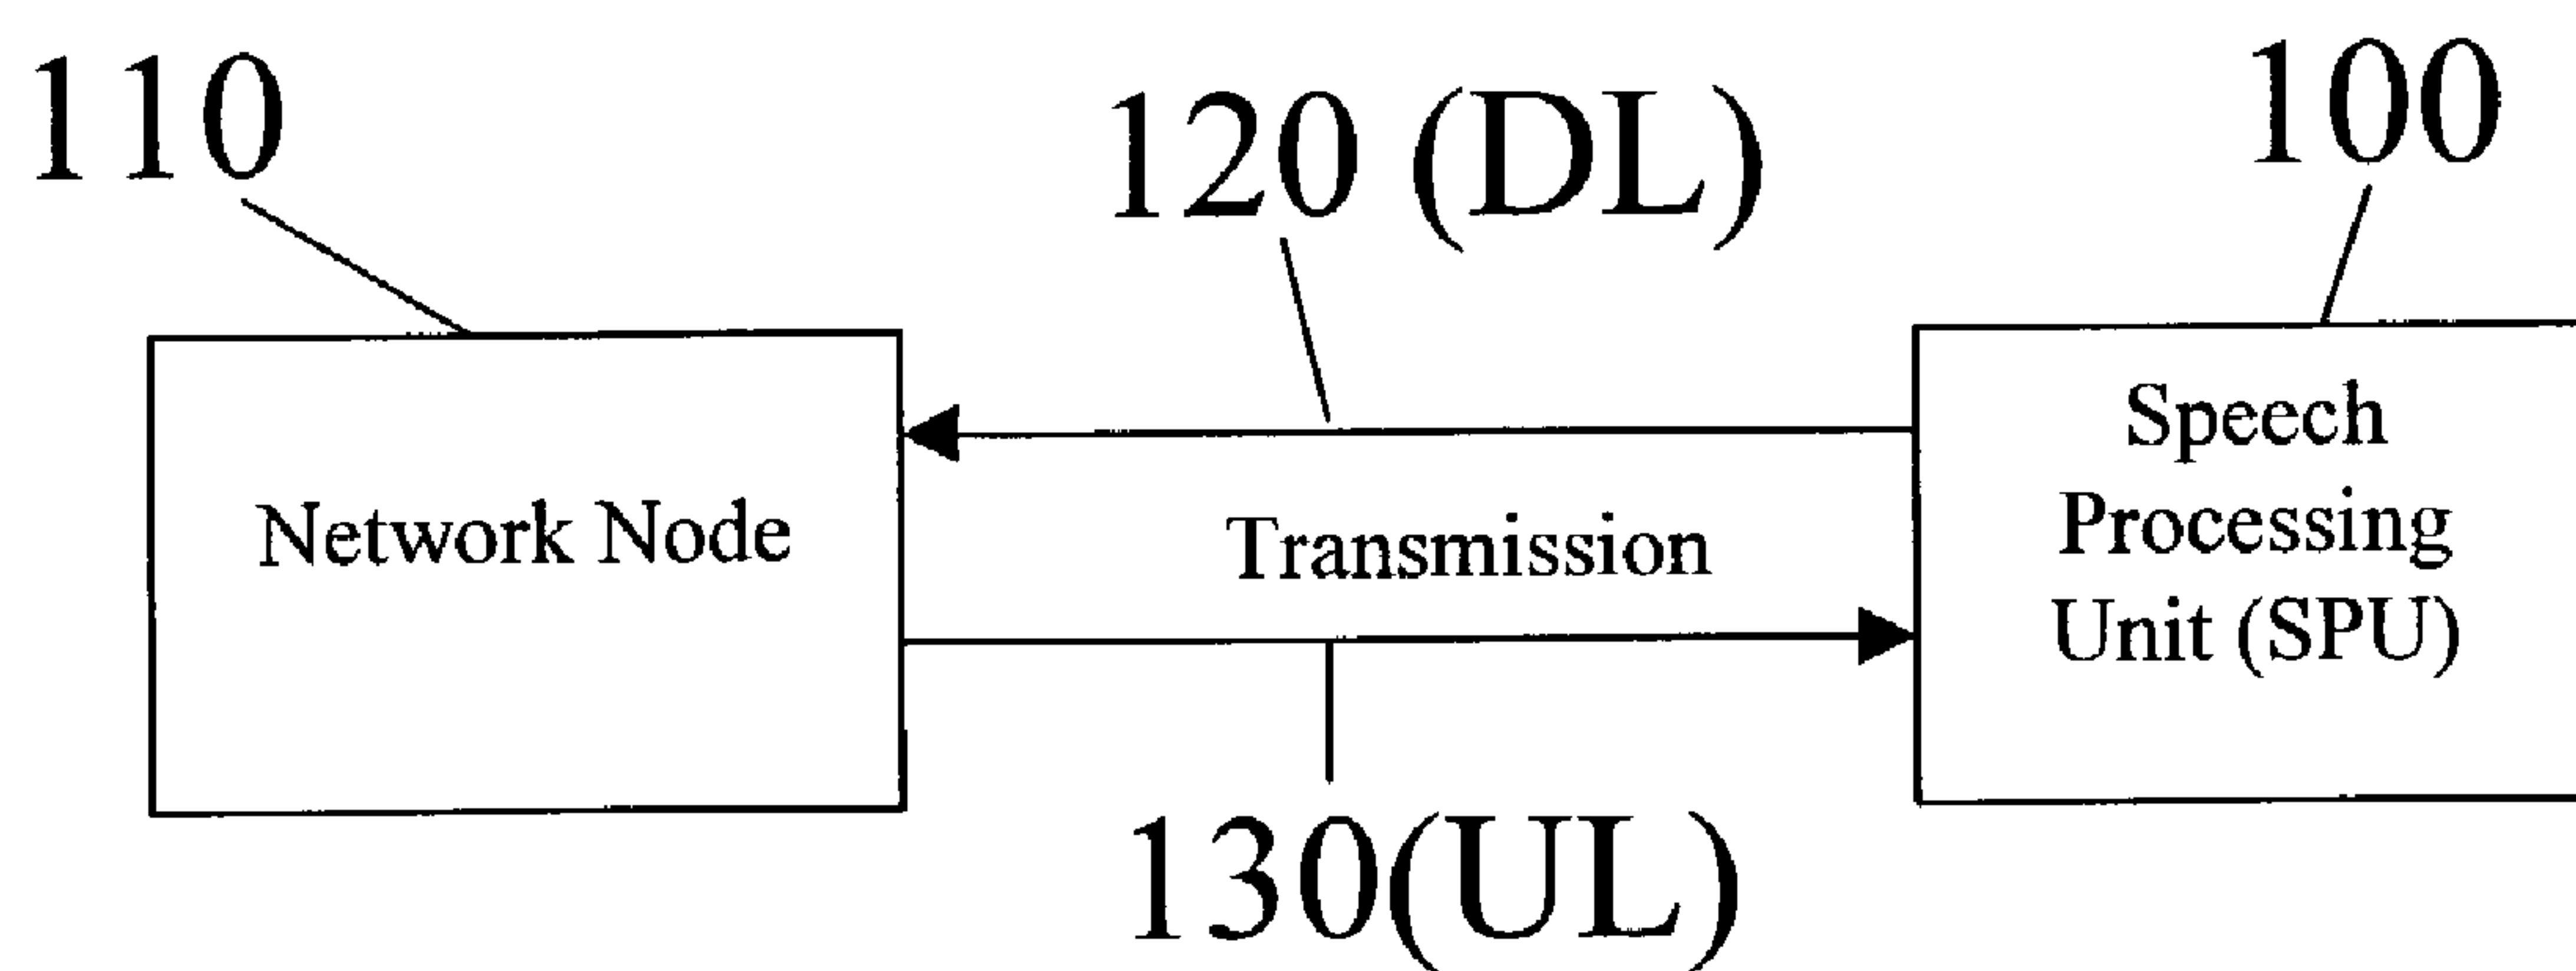 110
120 (DL)
100
Network Node
Transmission
Speech
Processing
Unit (SPU)
130(UL)